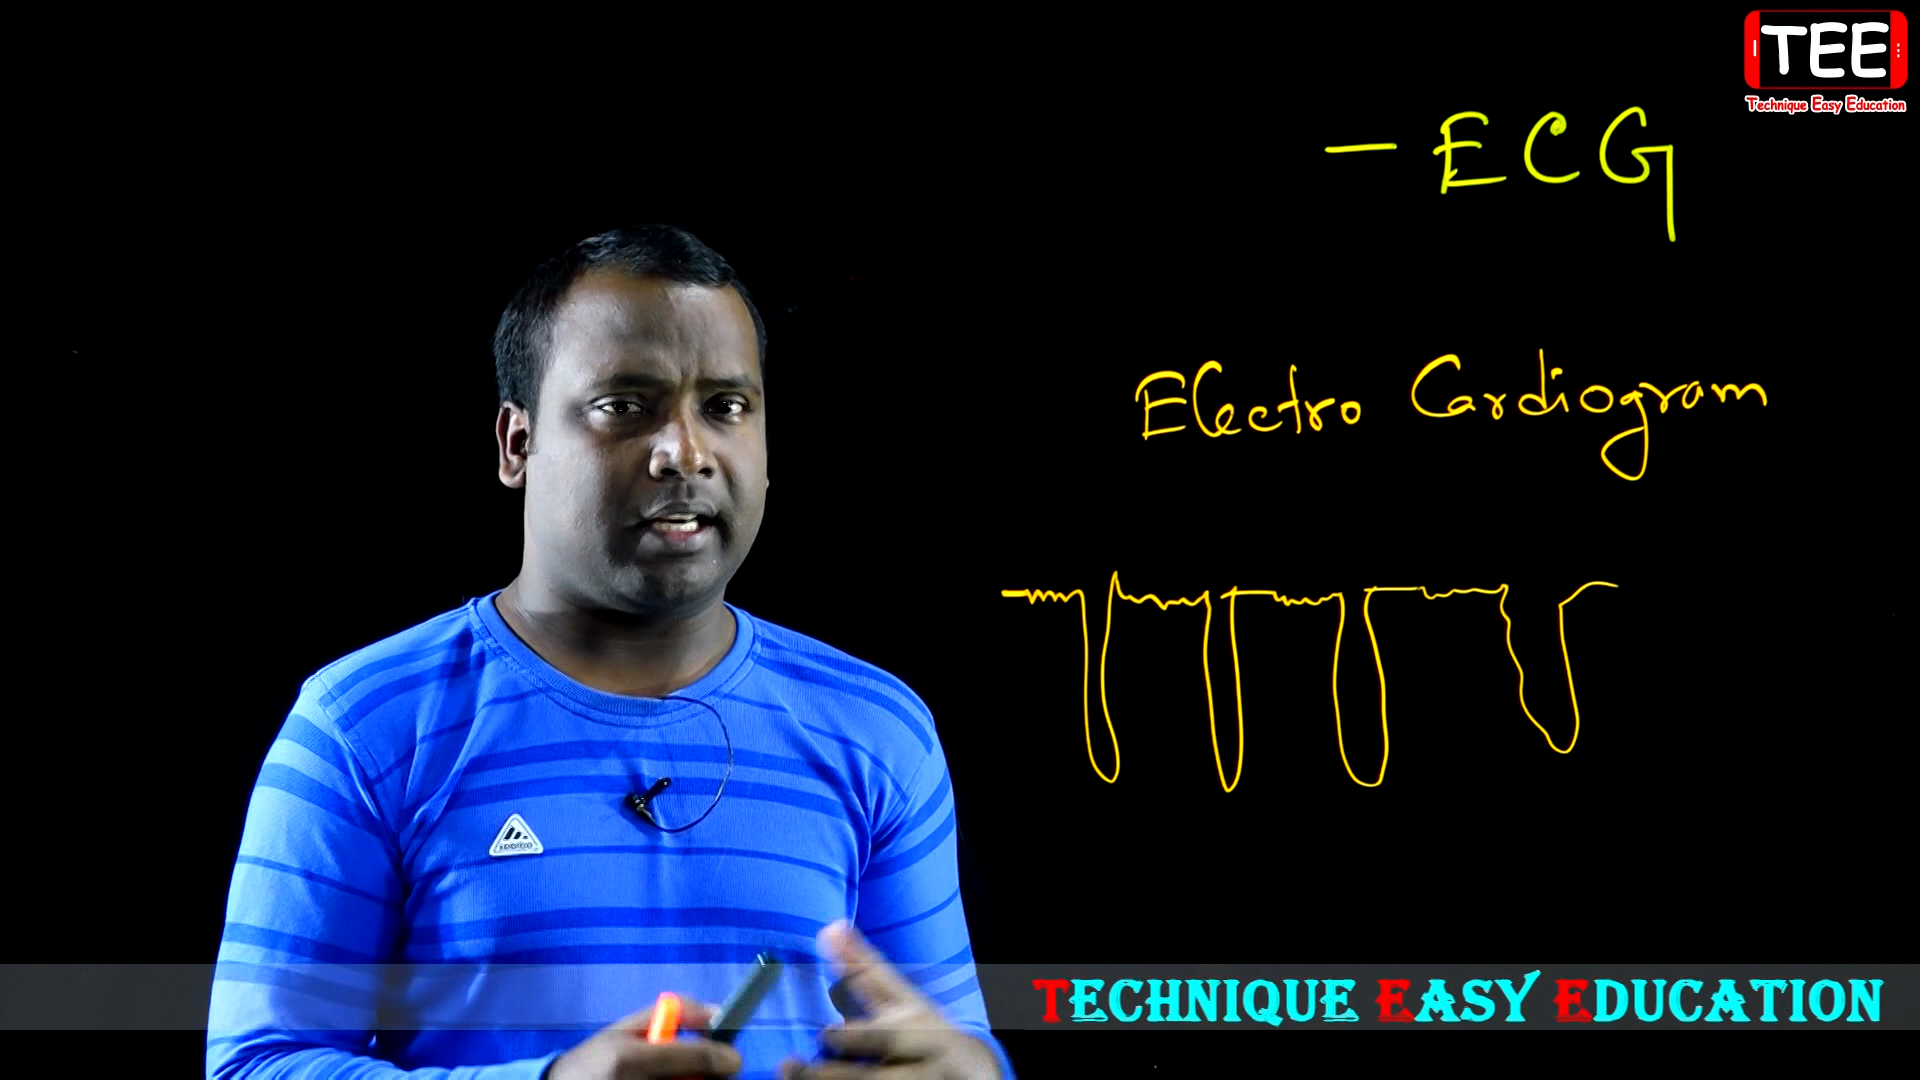 TEE
Technique Easy Education
- ECG
Electro Cardiogram
TECHNIQUE EASY EDUCATION